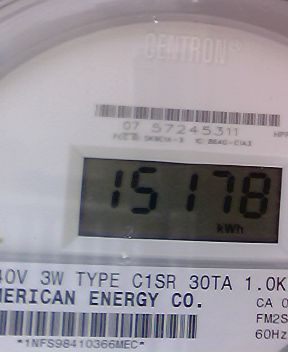 CENTRON®
07 57245311
15178
kWh
40V 3W TYPE C1SR 30TA 1.0K
MERICAN ENERGY CO.
CA 0
FM2S
60Hz
*1NFS98410366MEC*